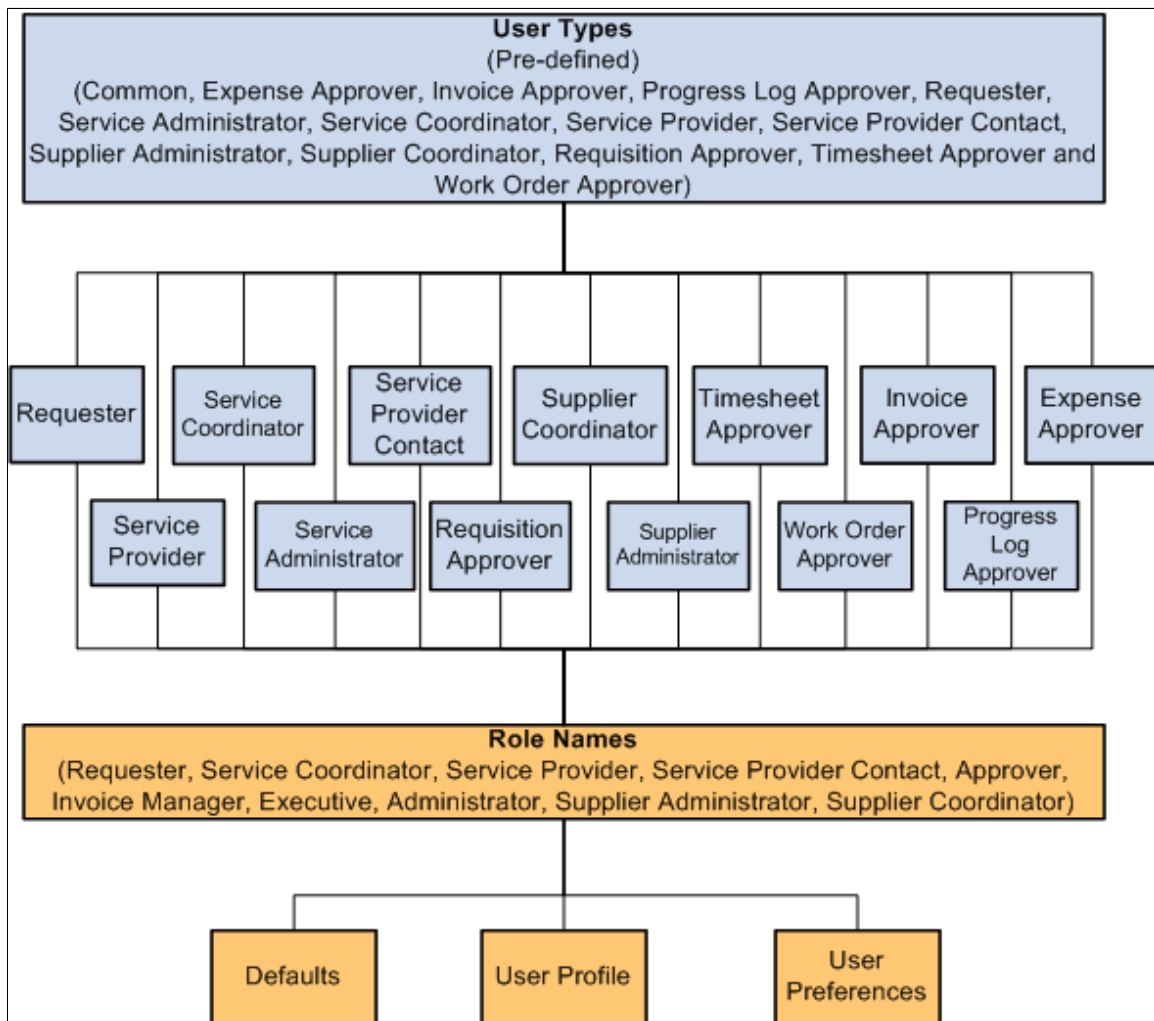 User Types
(Pre-defined)
(Common, Expense Approver, Invoice Approver, Progress Log Approver, Requester,
Service Administrator, Service Coordinator, Service Provider, Service Provider Contact,
Supplier Administrator, Supplier Coordinator, Requisition Approver, Timesheet Approver and
Work Order Approver)
Requester
Service
Coordinator
Service
Provider
Contact
Supplier
Coordinator
Timesheet
Approver
Invoice
Approver
Expense
Approver
Service
Provider
Service
Administrator
Requisition
Approver
Supplier
Administrator
Work Order
Approver
Progress
Log
Approver
Role Names
(Requester, Service Coordinator, Service Provider, Service Provider Contact, Approver,
Invoice Manager, Executive, Administrator, Supplier Administrator, Supplier Coordinator)
Defaults
User Profile
User
Preferences